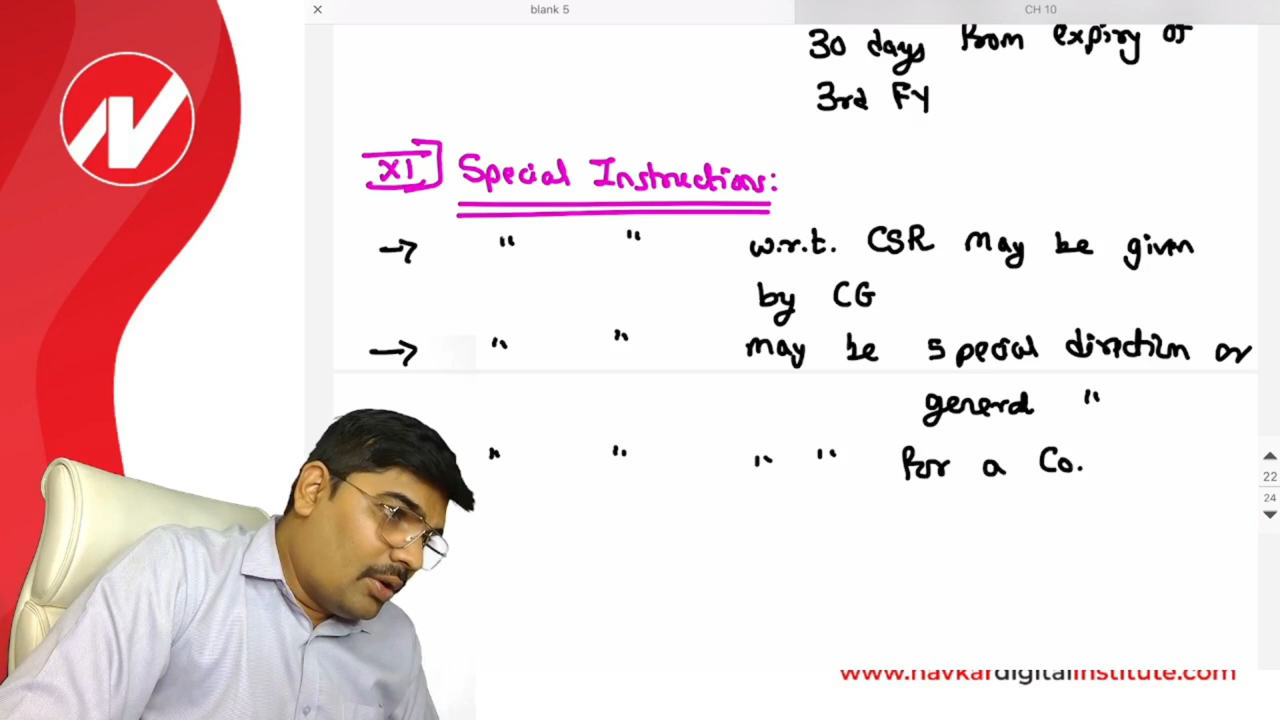 blank 5
CH 10
30 days from expiry of
3rd FY
XI Special Instructions:
→ " " w.r.t. CSR may be given
by CG
→ " " may be special direction or
general "
" " " " for a Co.
22
24
www.navkardigitalinstitute.com